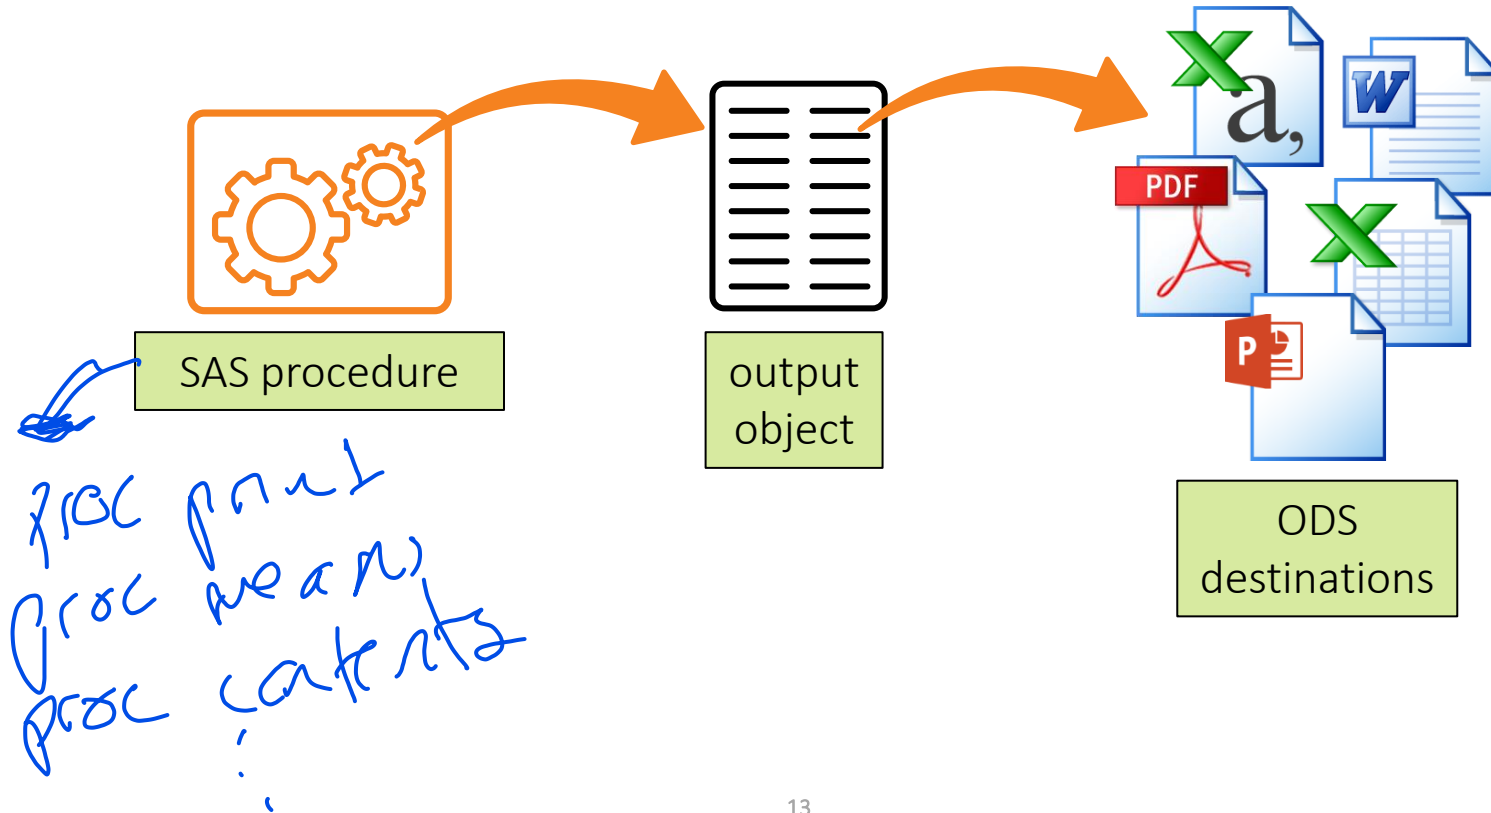 a,
W
PDF
P
SAS procedure
output
object
ODS
destinations
proc print
proc means
proc contents
13